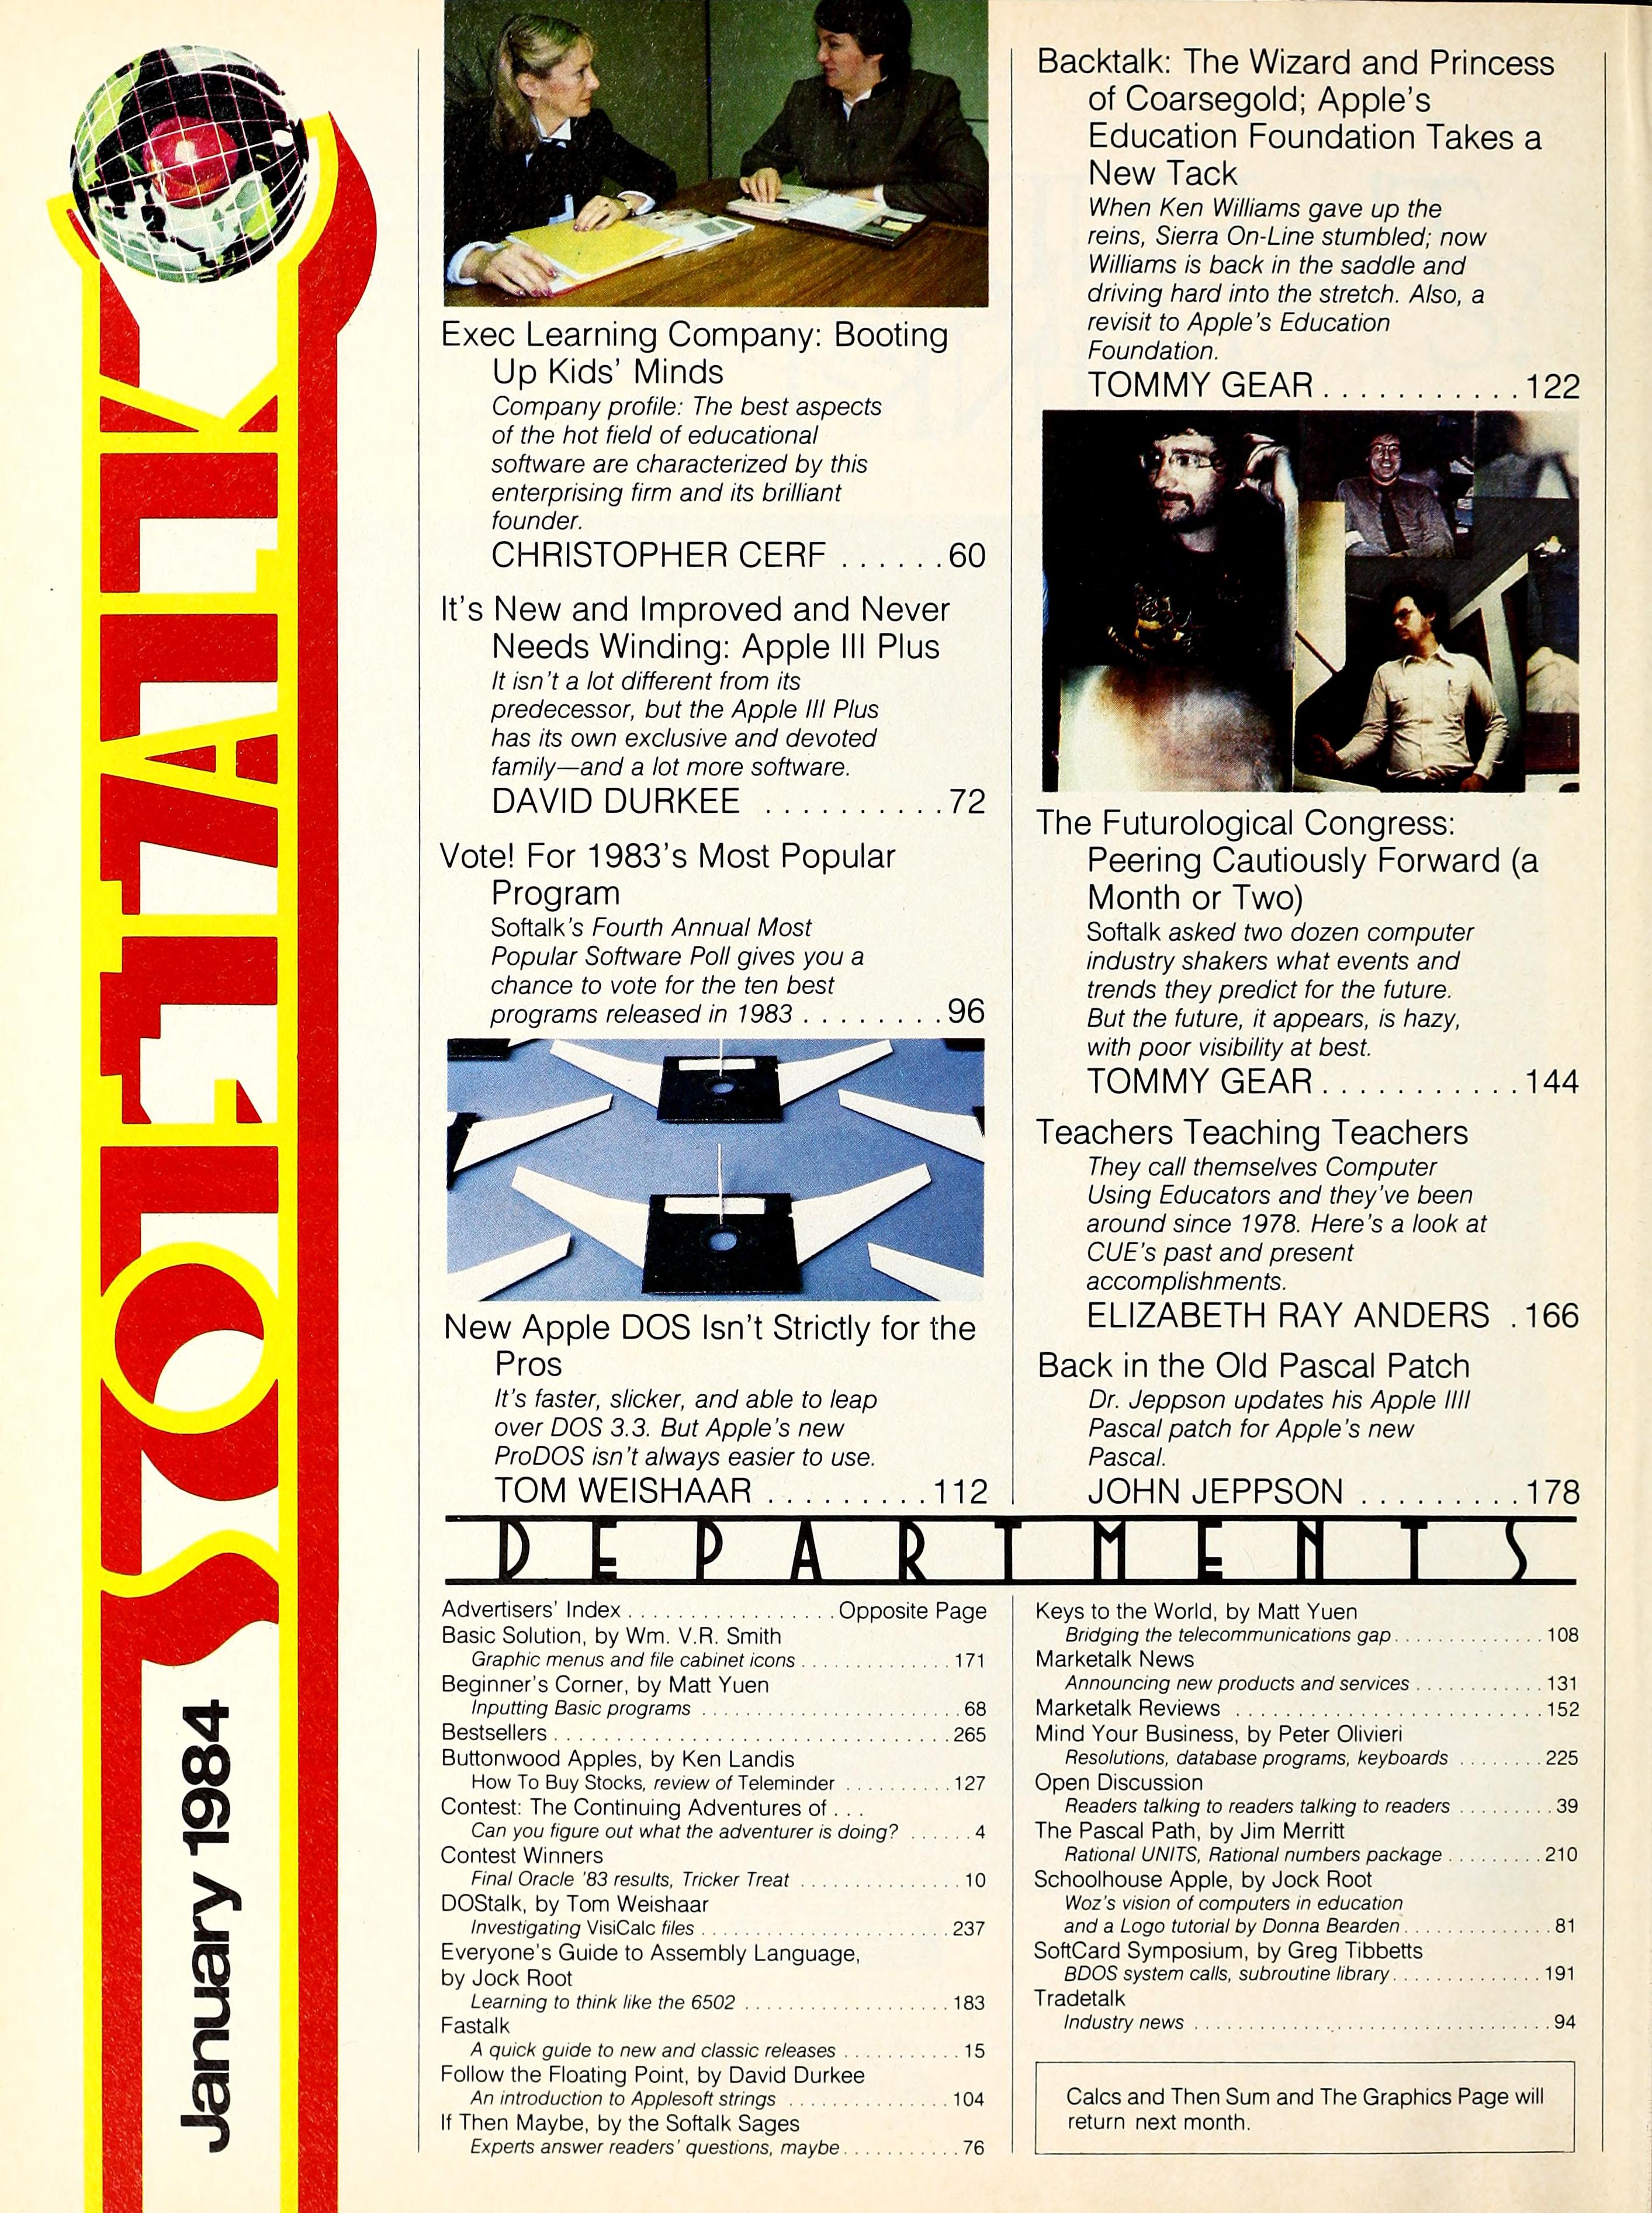 SOFTALK
January 1984
Exec Learning Company: Booting
Up Kids' Minds
Company profile: The best aspects
of the hot field of educational
software are characterized by this
enterprising firm and its brilliant
founder.
CHRISTOPHER CERF ......60
It's New and Improved and Never
Needs Winding: Apple III Plus
It isn't a lot different from its
predecessor, but the Apple III Plus
has its own exclusive and devoted
family—and a lot more software.
DAVID DURKEE ..........72
Vote! For 1983's Most Popular
Program
Softalk's Fourth Annual Most
Popular Software Poll gives you a
chance to vote for the ten best
programs released in 1983 ........96
New Apple DOS Isn't Strictly for the
Pros
It's faster, slicker, and able to leap
over DOS 3.3. But Apple's new
ProDOS isn't always easier to use.
TOM WEISHAAR .........112
Backtalk: The Wizard and Princess
of Coarsegold; Apple's
Education Foundation Takes a
New Tack
When Ken Williams gave up the
reins, Sierra On-Line stumbled; now
Williams is back in the saddle and
driving hard into the stretch. Also, a
revisit to Apple's Education
Foundation.
TOMMY GEAR...........122
The Futurological Congress:
Peering Cautiously Forward (a
Month or Two)
Softalk asked two dozen computer
industry shakers what events and
trends they predict for the future.
But the future, it appears, is hazy,
with poor visibility at best.
TOMMY GEAR...........144
Teachers Teaching Teachers
They call themselves Computer
Using Educators and they've been
around since 1978. Here's a look at
CUE's past and present
accomplishments.
ELIZABETH RAY ANDERS .166
Back in the Old Pascal Patch
Dr. Jeppson updates his Apple IIII
Pascal patch for Apple's new
Pascal.
JOHN JEPPSON .........178
DEPARTMENTS
Advertisers' Index.................Opposite Page
Basic Solution, by Wm. V.R. Smith
Graphic menus and file cabinet icons..............171
Beginner's Corner, by Matt Yuen
Inputting Basic programs ........................68
Bestsellers.................................265
Buttonwood Apples, by Ken Landis
How To Buy Stocks, review of Teleminder ..........127
Contest: The Continuing Adventures of...
Can you figure out what the adventurer is doing? ......4
Contest Winners
Final Oracle '83 results, Tricker Treat ...............10
DOStalk, by Tom Weishaar
Investigating VisiCalc files.......................237
Everyone's Guide to Assembly Language,
by Jock Root
Learning to think like the 6502 ...................183
Fastalk
A quick guide to new and classic releases ...........15
Follow the Floating Point, by David Durkee
An introduction to Applesoft strings ...............104
If Then Maybe, by the Softalk Sages
Experts answer readers' questions, maybe...........76
Keys to the World, by Matt Yuen
Bridging the telecommunications gap..............108
Marketalk News
Announcing new products and services............131
Marketalk Reviews ..........................152
Mind Your Business, by Peter Olivieri
Resolutions, database programs, keyboards ........225
Open Discussion
Readers talking to readers talking to readers .........39
The Pascal Path, by Jim Merritt
Rational UNITS, Rational numbers package.........210
Schoolhouse Apple, by Jock Root
Woz's vision of computers in education
and a Logo tutorial by Donna Bearden..............81
SoftCard Symposium, by Greg Tibbetts
BDOS system calls, subroutine library..............191
Tradetalk
Industry news .................................94
Calcs and Then Sum and The Graphics Page will
return next month.